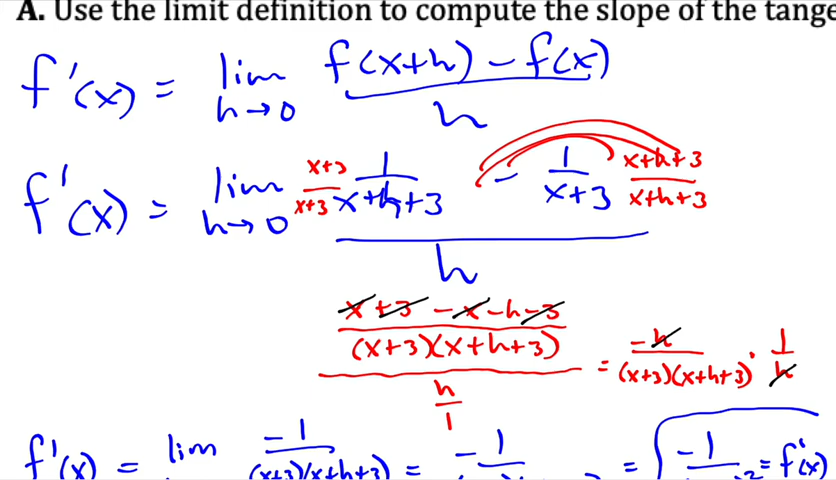 A. Use the limit definition to compute the slope of the tange
f'(x) = lim h→0 f(x+h) - f(x) / h
f'(x) = lim h→0 x+3/x+3 1/x+h+3 - 1/x+3 x+h+3/x+h+3 / h
x+3 - x - h - 3 / (x+3)(x+h+3) / h/1 = -h/(x+3)(x+h+3) · 1/h
f'(x) = lim -1/(x+3)(x+h+3) = -1 = -1 = f'(x)